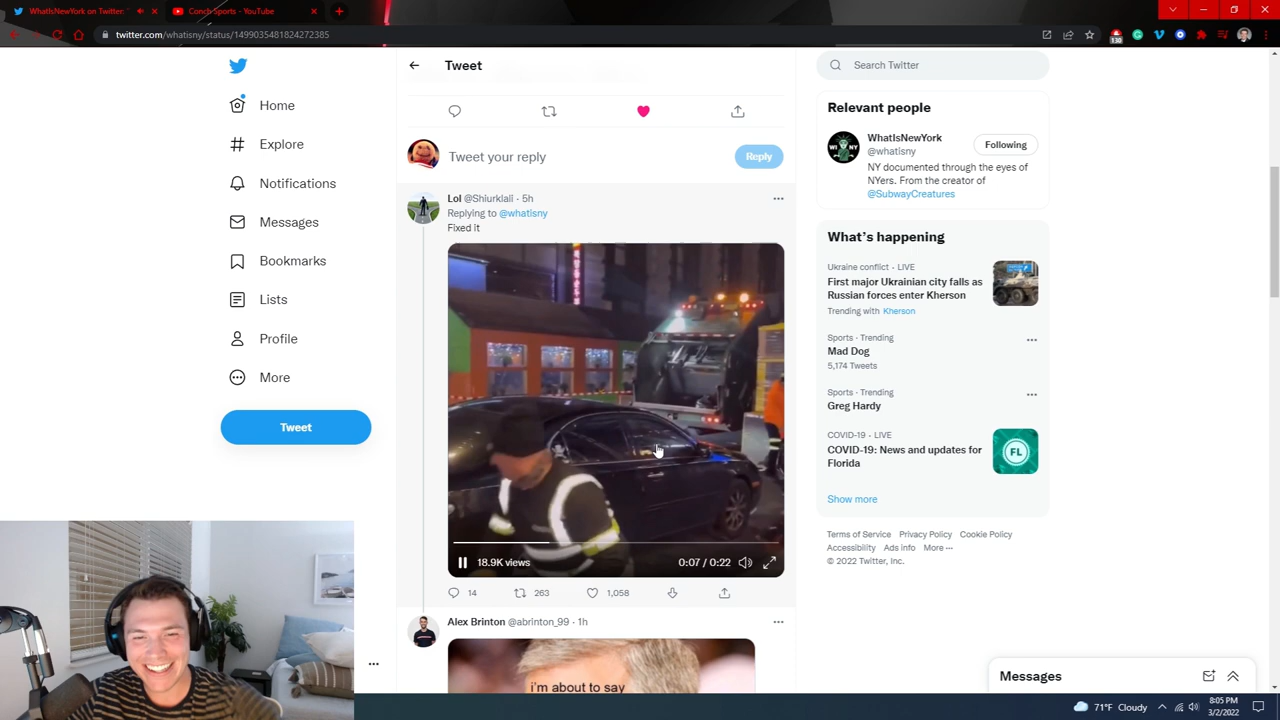 WhatIsNewYork on Twitter: "
Conch Sports - YouTube
twitter.com/whatisny/status/1499035481824272385
138
Home
Explore
Notifications
Messages
Bookmarks
Lists
Profile
More
Tweet
Tweet
Tweet your reply
Reply
Lol @Shiurklali · 5h
Replying to @whatisny
Fixed it
18.9K views
0:07 / 0:22
14
263
1,058
Alex Brinton @abrinton_99 · 1h
i'm about to say
Search Twitter
Relevant people
WI NY
WhatIsNewYork
@whatisny
Following
NY documented through the eyes of
NYers. From the creator of
@SubwayCreatures
What's happening
Ukraine conflict · LIVE
First major Ukrainian city falls as
Russian forces enter Kherson
Trending with Kherson
Sports · Trending
Mad Dog
5,174 Tweets
Sports · Trending
Greg Hardy
COVID-19 · LIVE
COVID-19: News and updates for
Florida
FL
Show more
Terms of Service Privacy Policy Cookie Policy
Accessibility Ads info More ···
© 2022 Twitter, Inc.
Messages
71°F Cloudy
8:05 PM
3/2/2022